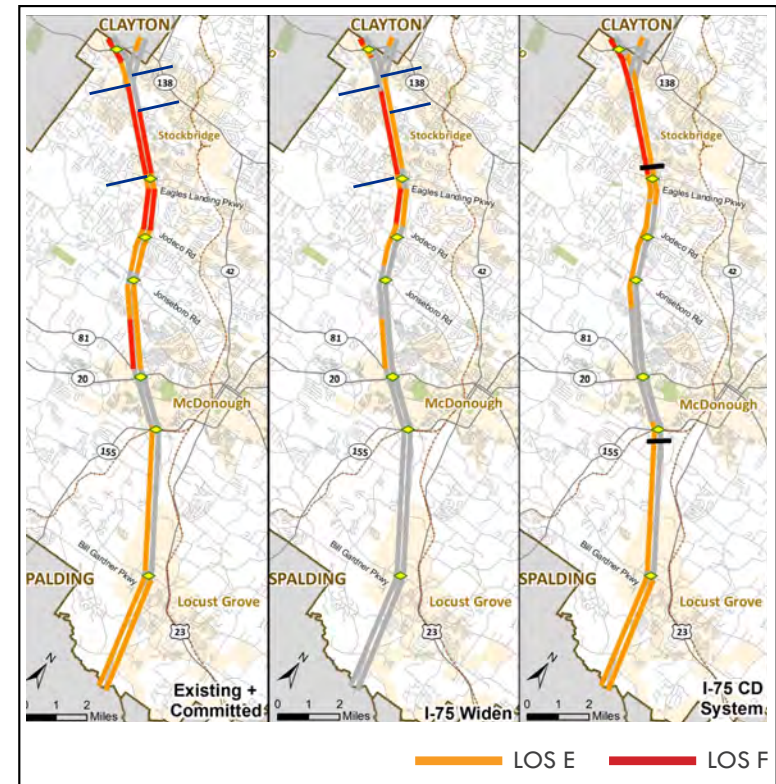 CLAYTON
138
Stockbridge
Eagles Landing Pkwy
Jodeco Rd
42
Jonseboro Rd
81
20
McDonough
155
Bill Gardner Pkwy
SPALDING
Locust Grove
23
N
0 1 2
Miles
Existing +
Committed
CLAYTON
138
Stockbridge
Eagles Landing Pkwy
Jodeco Rd
42
Jonseboro Rd
81
20
McDonough
155
Bill Gardner Pkwy
SPALDING
Locust Grove
23
N
0 1 2
Miles
I-75 Widen
CLAYTON
138
Stockbridge
Eagles Landing Pkwy
Jodeco Rd
42
Jonseboro Rd
81
20
McDonough
155
Bill Gardner Pkwy
SPALDING
Locust Grove
23
N
0 1 2
Miles
I-75 CD
System
LOS E LOS F